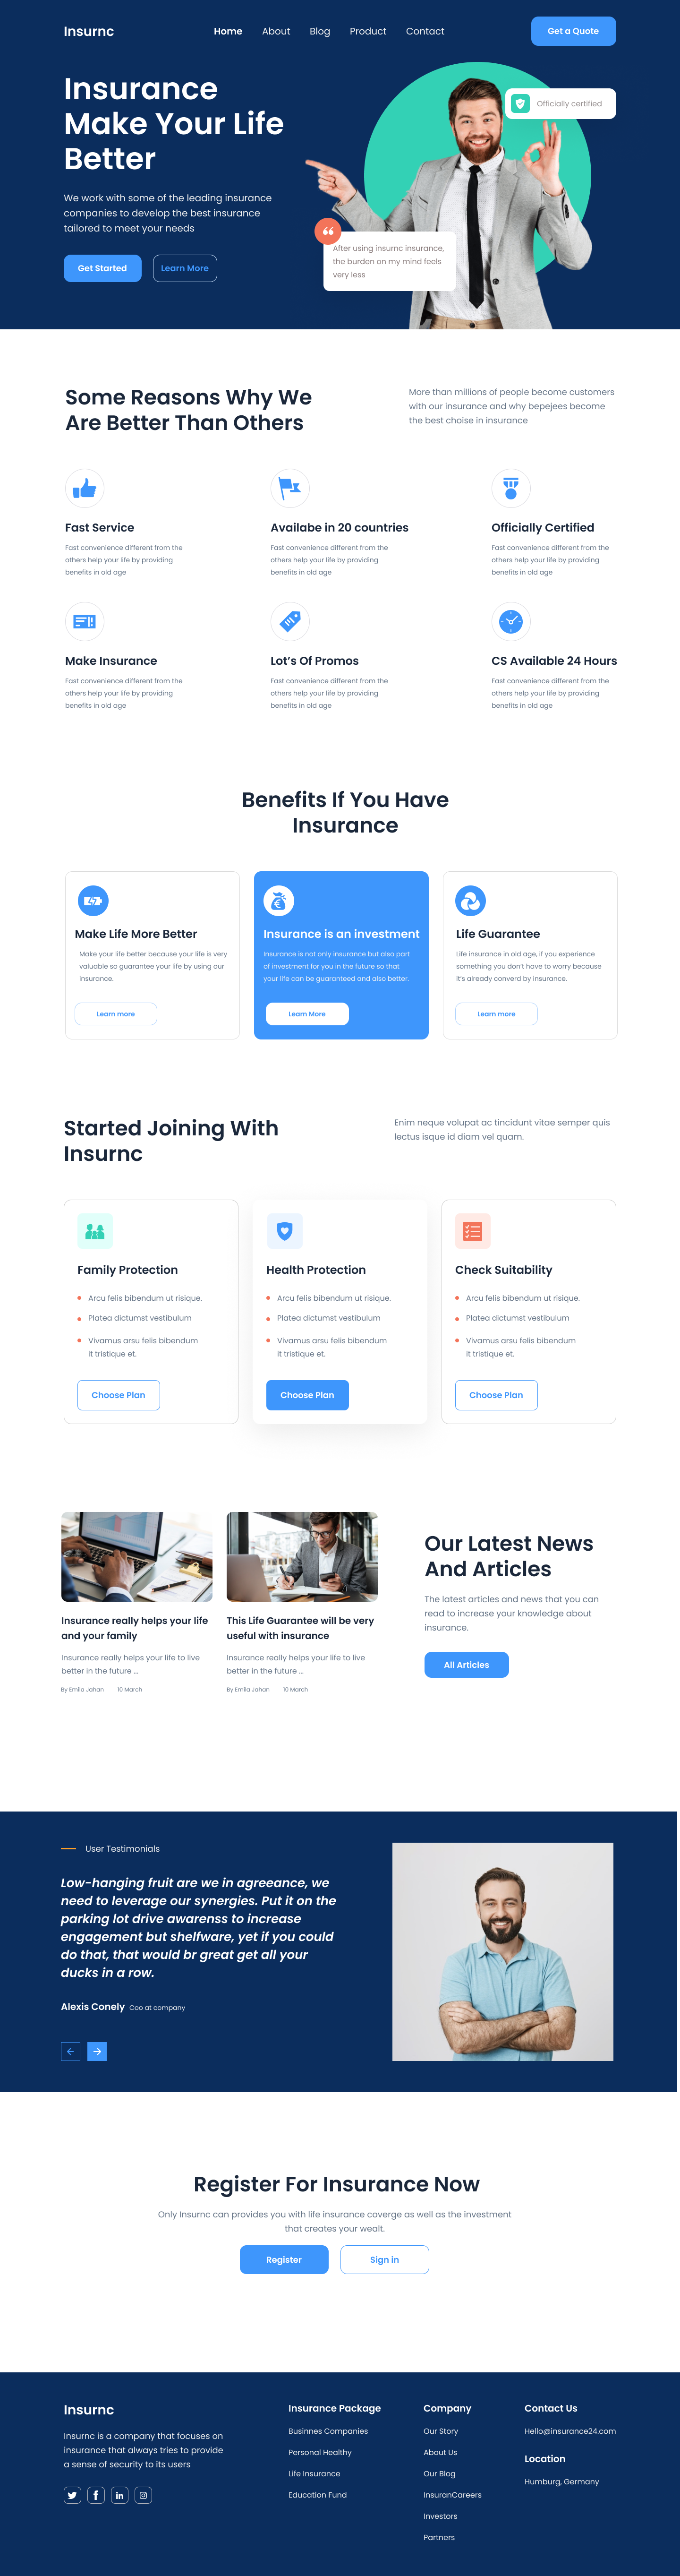 Insurnc
Home
About
Blog
Product
Contact
Get a Quote
Insurance
Make Your Life
Better
We work with some of the leading insurance
companies to develop the best insurance
tailored to meet your needs
Get Started
Learn More
Officially certified
After using insurnc insurance,
the burden on my mind feels
very less
Some Reasons Why We
Are Better Than Others
More than millions of people become customers
with our insurance and why bepejees become
the best choise in insurance
Fast Service
Fast convenience different from the
others help your life by providing
benefits in old age
Availabe in 20 countries
Fast convenience different from the
others help your life by providing
benefits in old age
Officially Certified
Fast convenience different from the
others help your life by providing
benefits in old age
Make Insurance
Fast convenience different from the
others help your life by providing
benefits in old age
Lot's Of Promos
Fast convenience different from the
others help your life by providing
benefits in old age
CS Available 24 Hours
Fast convenience different from the
others help your life by providing
benefits in old age
Benefits If You Have
Insurance
Make Life More Better
Make your life better because your life is very
valuable so guarantee your life by using our
insurance.
Learn more
Insurance is an investment
Insurance is not only insurance but also part
of investment for you in the future so that
your life can be guaranteed and also better.
Learn More
Life Guarantee
Life insurance in old age, if you experience
something you don't have to worry because
it's already converd by insurance.
Learn more
Started Joining With
Insurnc
Enim neque volupat ac tincidunt vitae semper quis
lectus isque id diam vel quam.
Family Protection
Arcu felis bibendum ut risique.
Platea dictumst vestibulum
Vivamus arsu felis bibendum
it tristique et.
Choose Plan
Health Protection
Arcu felis bibendum ut risique.
Platea dictumst vestibulum
Vivamus arsu felis bibendum
it tristique et.
Choose Plan
Check Suitability
Arcu felis bibendum ut risique.
Platea dictumst vestibulum
Vivamus arsu felis bibendum
it tristique et.
Choose Plan
Insurance really helps your life
and your family
Insurance really helps your life to live
better in the future ...
By Emila Jahan
10 March
This Life Guarantee will be very
useful with insurance
Insurance really helps your life to live
better in the future ...
By Emila Jahan
10 March
Our Latest News
And Articles
The latest articles and news that you can
read to increase your knowledge about
insurance.
All Articles
User Testimonials
Low-hanging fruit are we in agreeance, we
need to leverage our synergies. Put it on the
parking lot drive awarenss to increase
engagement but shelfware, yet if you could
do that, that would br great get all your
ducks in a row.
Alexis Conely Coo at company
Register For Insurance Now
Only Insurnc can provides you with life insurance coverge as well as the investment
that creates your wealt.
Register
Sign in
Insurnc
Insurnc is a company that focuses on
insurance that always tries to provide
a sense of security to its users
Insurance Package
Businnes Companies
Personal Healthy
Life Insurance
Education Fund
Company
Our Story
About Us
Our Blog
InsuranCareers
Investors
Partners
Contact Us
Hello@insurance24.com
Location
Humburg, Germany